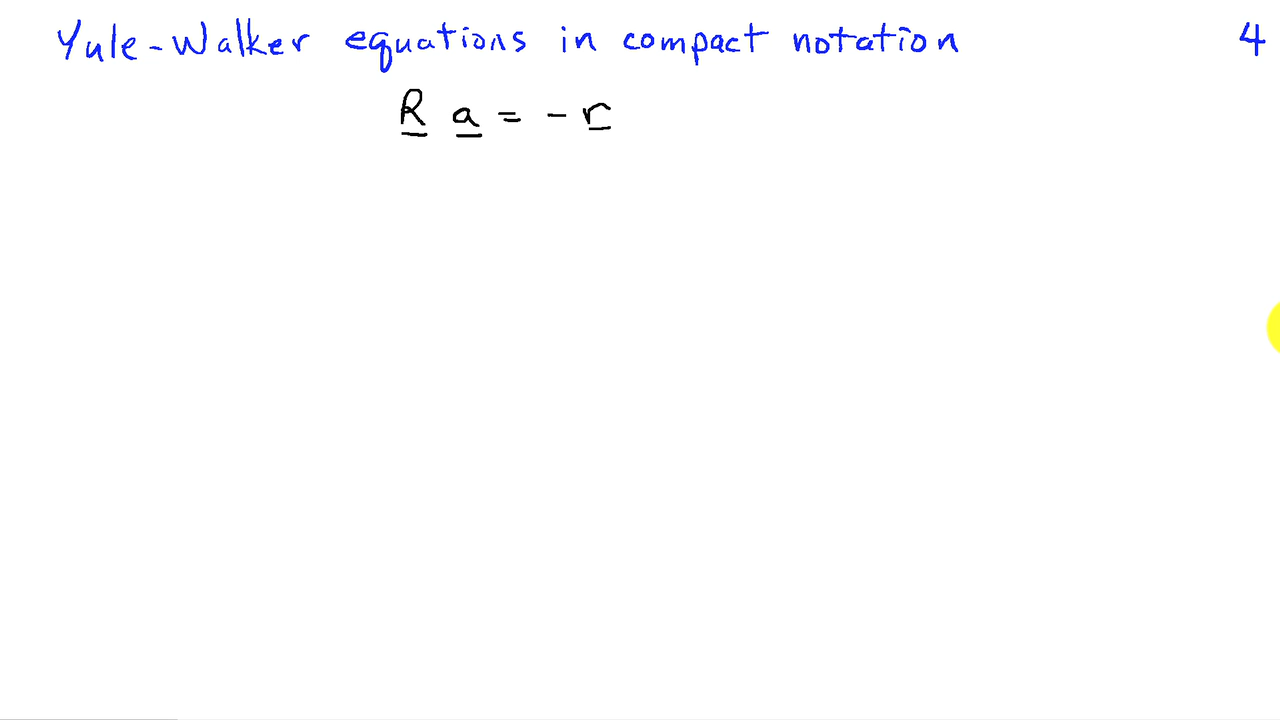 Yule-Walker equations in compact notation 4
R a = - r